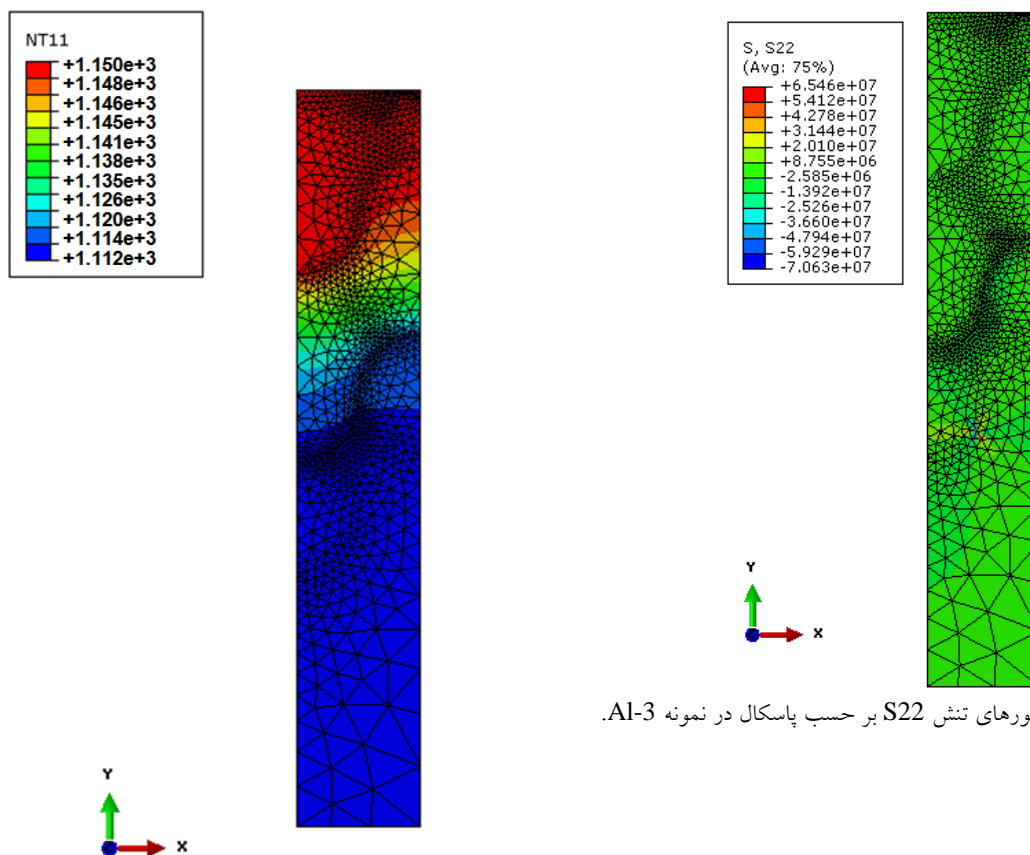 NT11
+1.150e+3
+1.148e+3
+1.146e+3
+1.145e+3
+1.141e+3
+1.138e+3
+1.135e+3
+1.126e+3
+1.120e+3
+1.114e+3
+1.112e+3
Y
Z X
S, S22
(Avg: 75%)
+6.546e+07
+5.412e+07
+4.278e+07
+3.144e+07
+2.010e+07
+8.755e+06
-2.585e+06
-1.392e+07
-2.526e+07
-3.660e+07
-4.794e+07
-5.929e+07
-7.063e+07
Y
Z X
تنش S22 بر حسب پاسکال در نمونه Al-3.